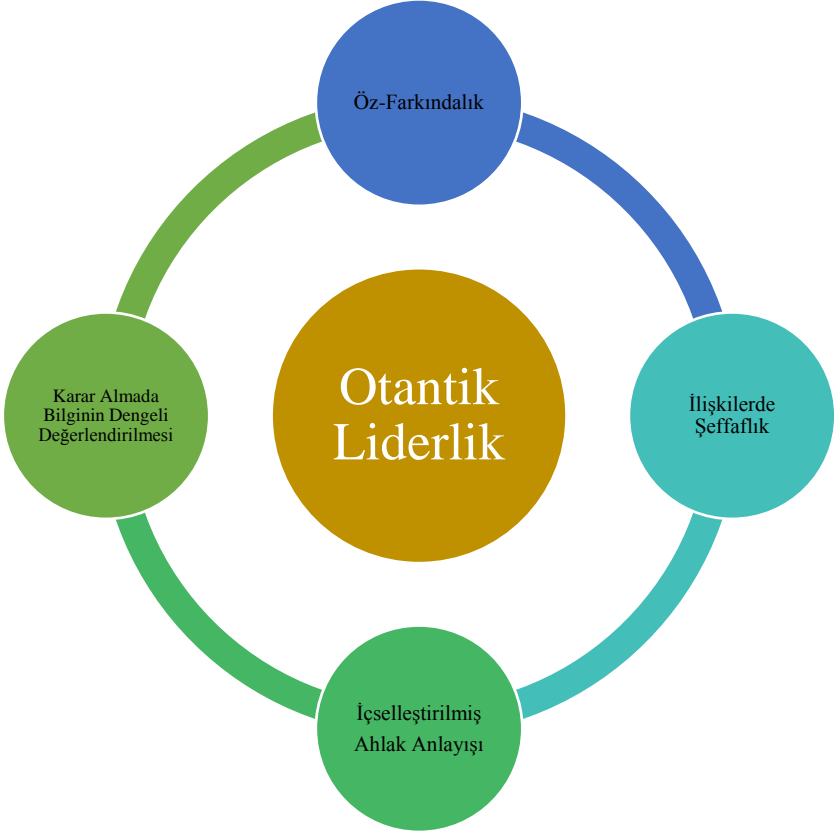 Öz-Farkındalık
Otantik
Liderlik
İlişkilerde
Şeffaflık
İçselleştirilmiş
Ahlak Anlayışı
Karar Almada
Bilginin Dengeli
Değerlendirilmesi